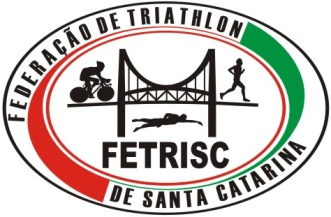 FEDERAÇÃO DE TRIATHLON
FETRISC
DE SANTA CATARINA